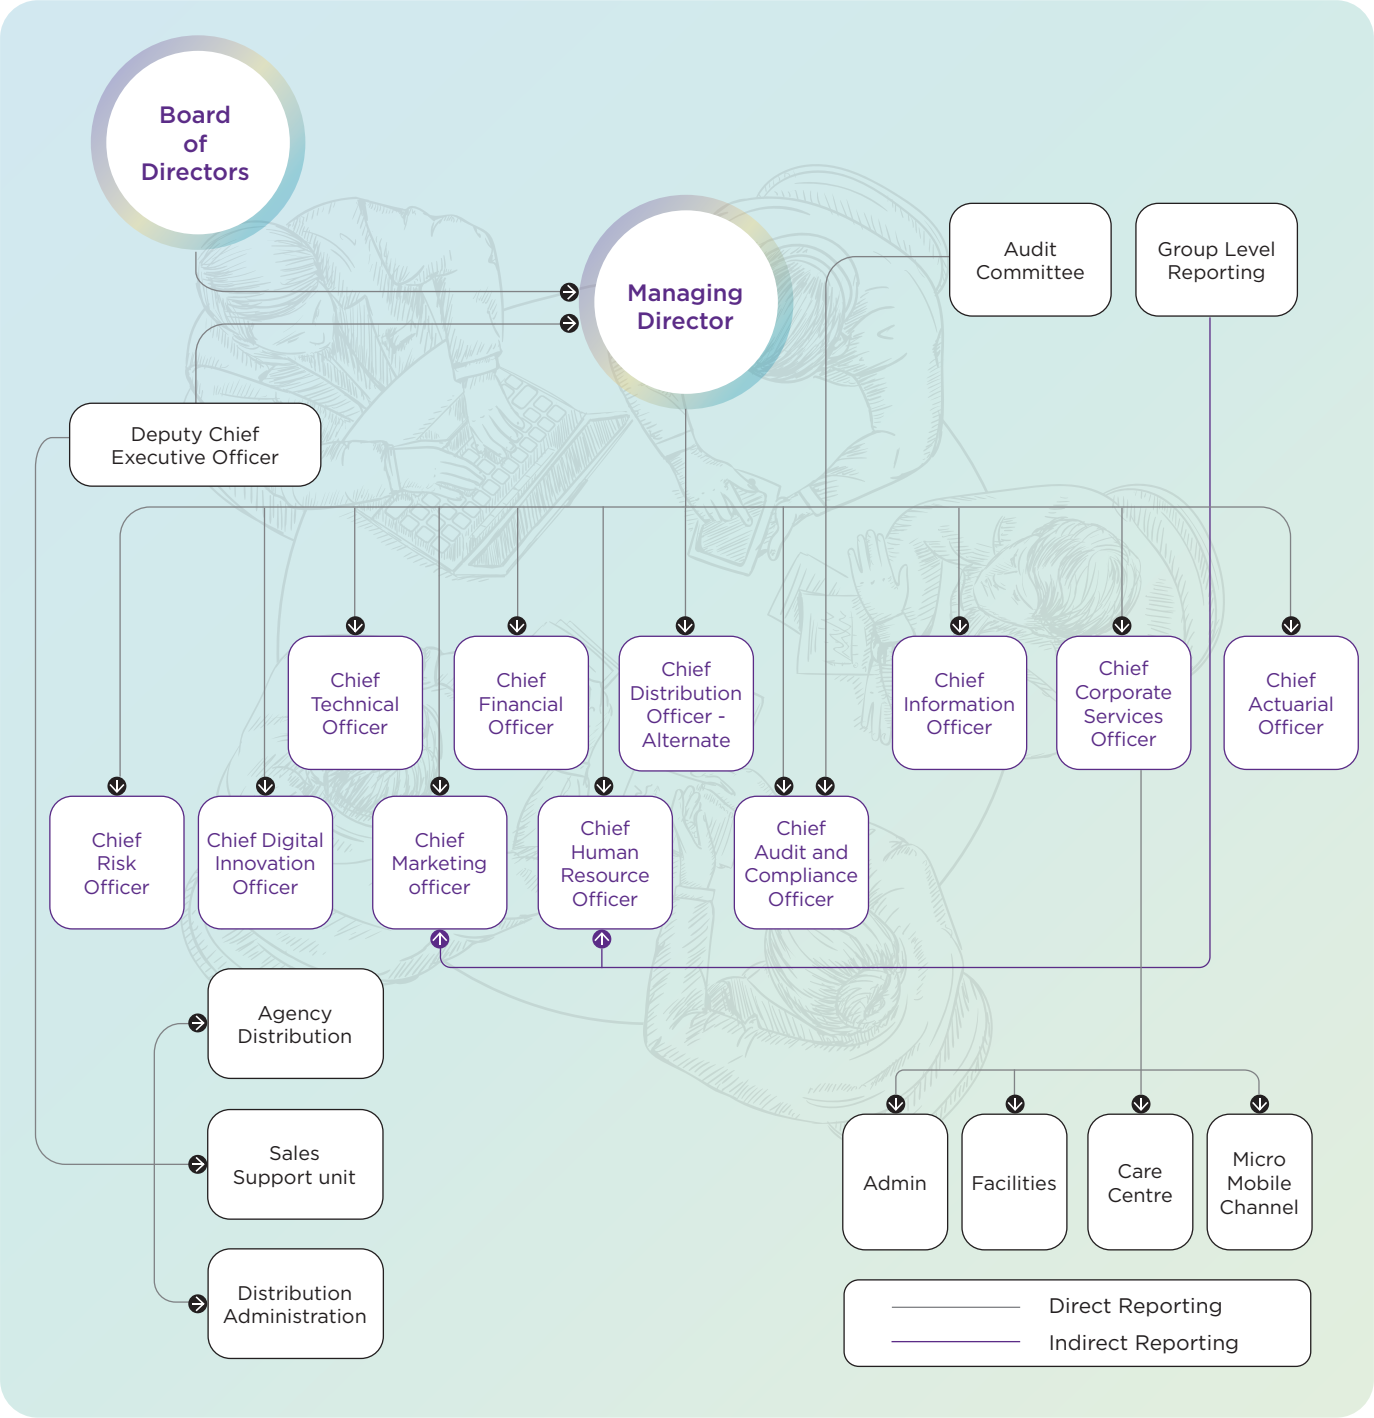 Board
of
Directors
Managing
Director
Audit
Committee
Group Level
Reporting
Deputy Chief
Executive Officer
Chief
Technical
Officer
Chief
Financial
Officer
Chief
Distribution
Officer -
Alternate
Chief
Information
Officer
Chief
Corporate
Services
Officer
Chief
Actuarial
Officer
Chief
Risk
Officer
Chief Digital
Innovation
Officer
Chief
Marketing
officer
Chief
Human
Resource
Officer
Chief
Audit and
Compliance
Officer
Agency
Distribution
Sales
Support unit
Distribution
Administration
Admin
Facilities
Care
Centre
Micro
Mobile
Channel
Direct Reporting
Indirect Reporting